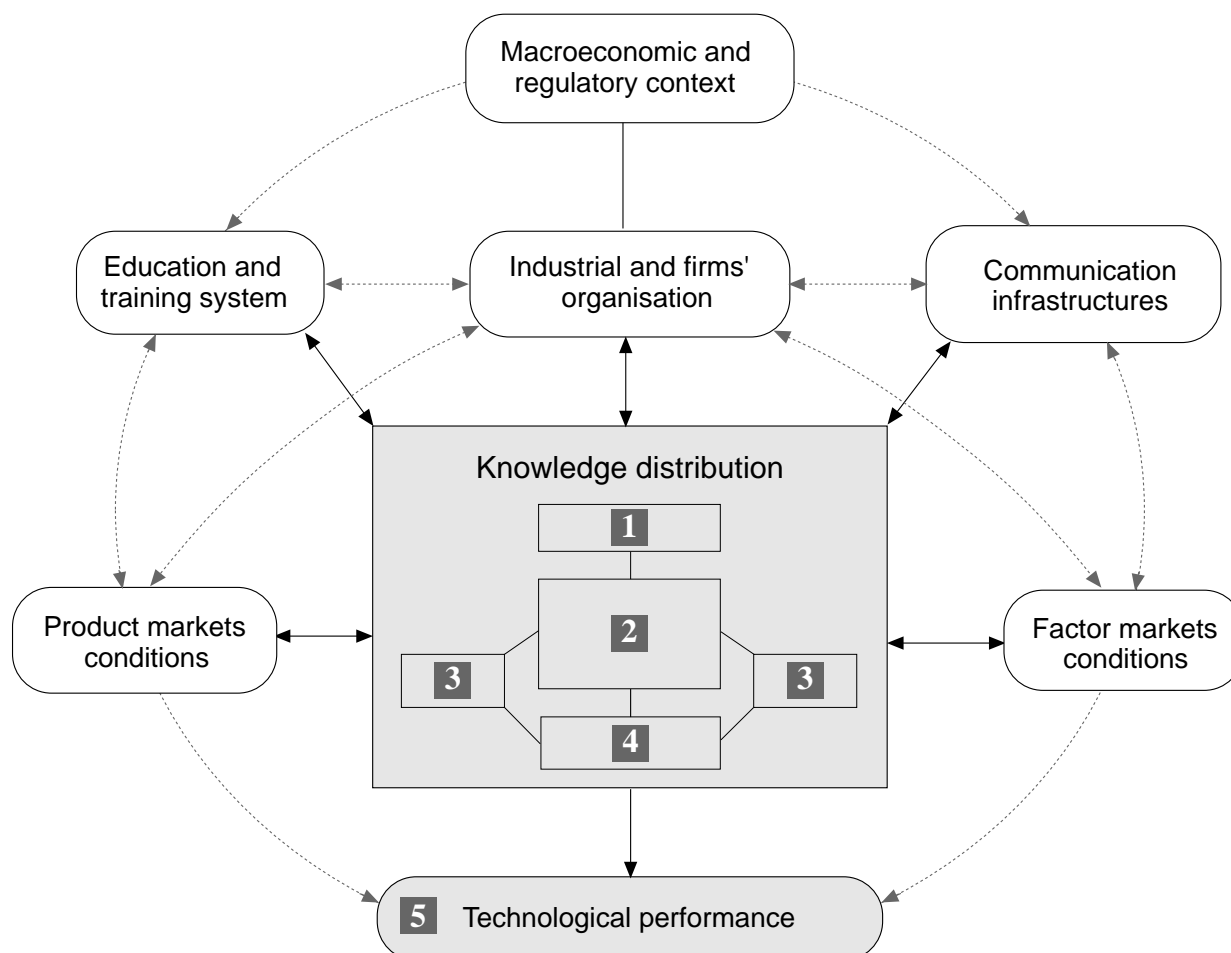 Macroeconomic and
regulatory context
Education and
training system
Industrial and firms'
organisation
Communication
infrastructures
Knowledge distribution
1
2
3
3
4
Product markets
conditions
Factor markets
conditions
5 Technological performance